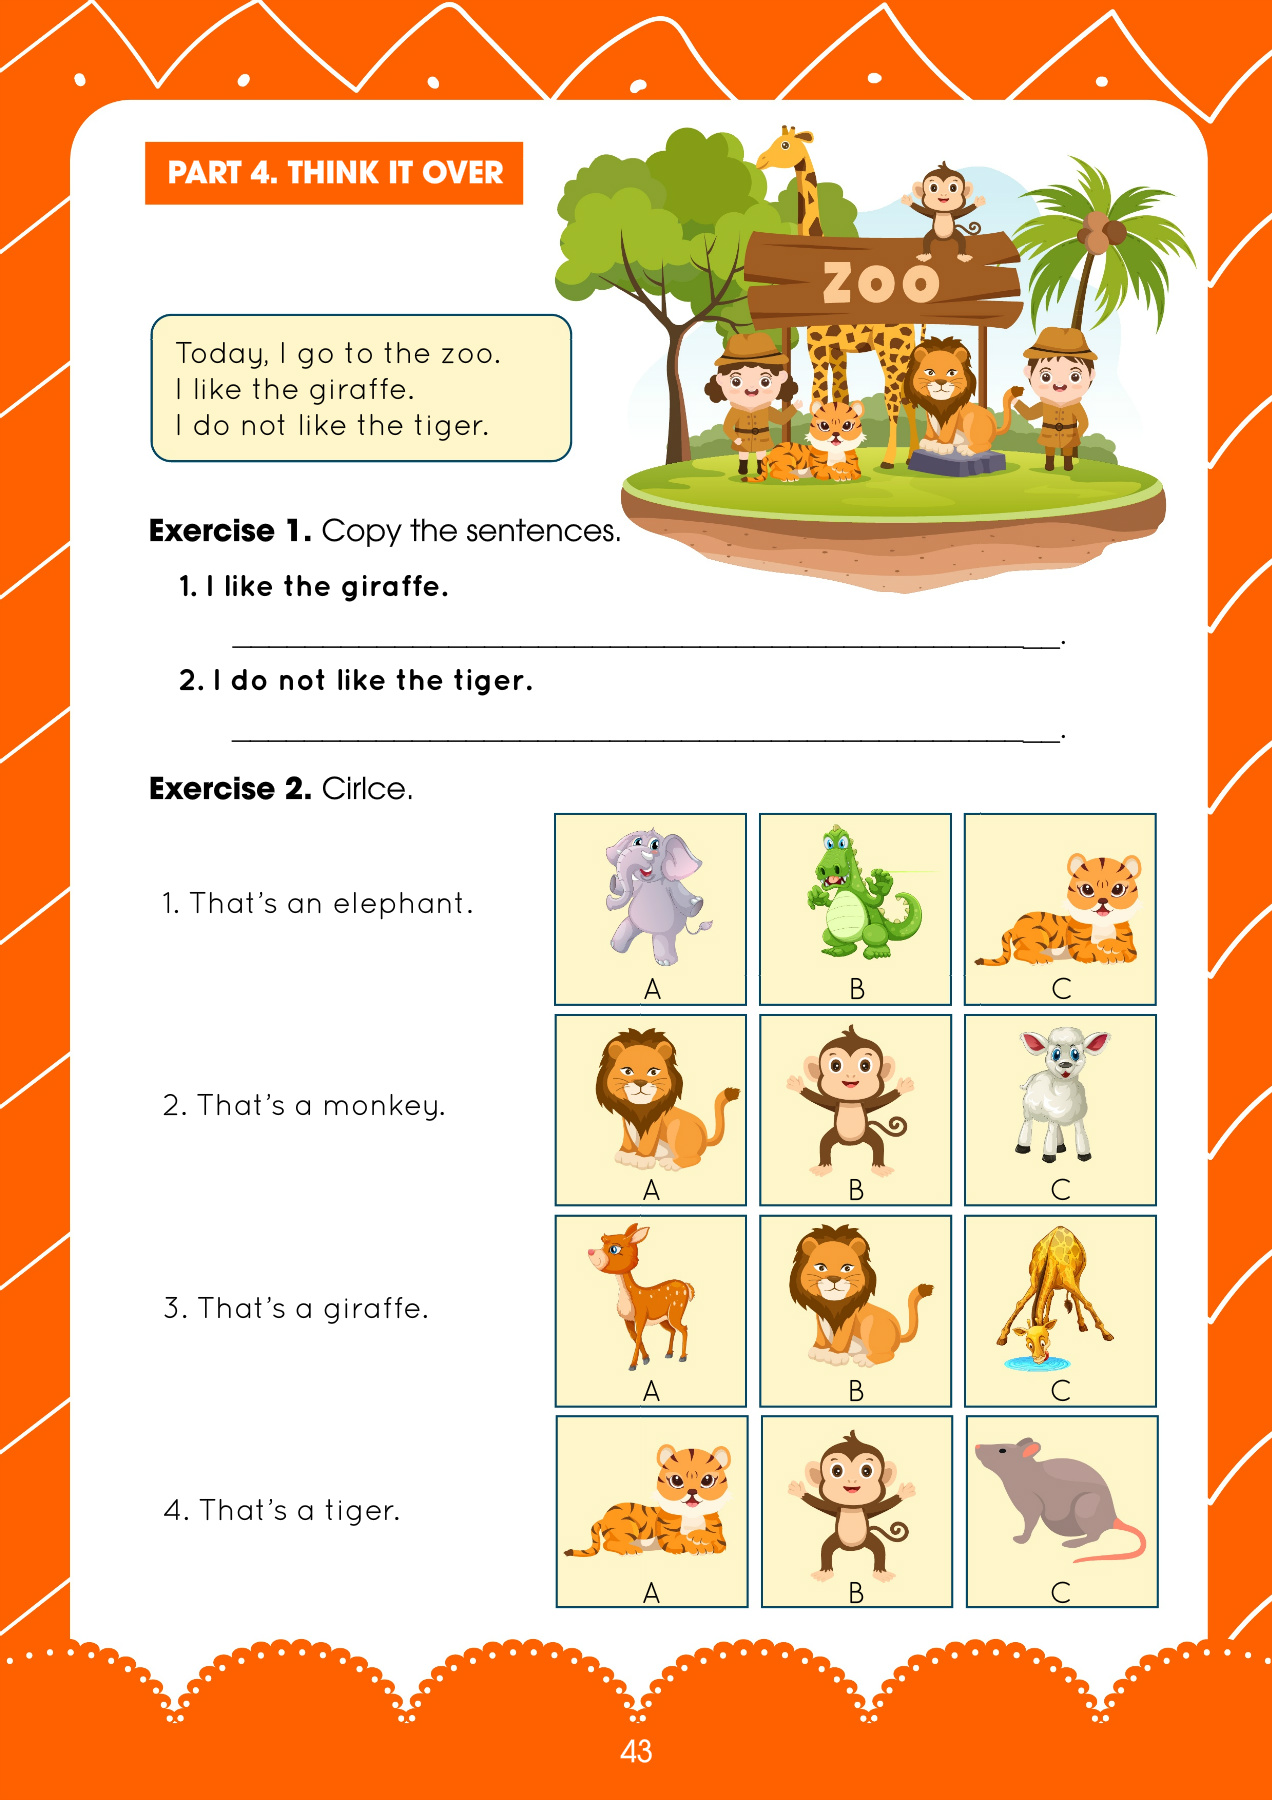 PART 4. THINK IT OVER
ZOO
Today, I go to the zoo.
I like the giraffe.
I do not like the tiger.
Exercise 1. Copy the sentences.
1. I like the giraffe.
______________________________________________.
2. I do not like the tiger.
______________________________________________.
Exercise 2. Cirlce.
1. That's an elephant.
A B C
2. That's a monkey.
A B C
3. That's a giraffe.
A B C
4. That's a tiger.
A B C
43